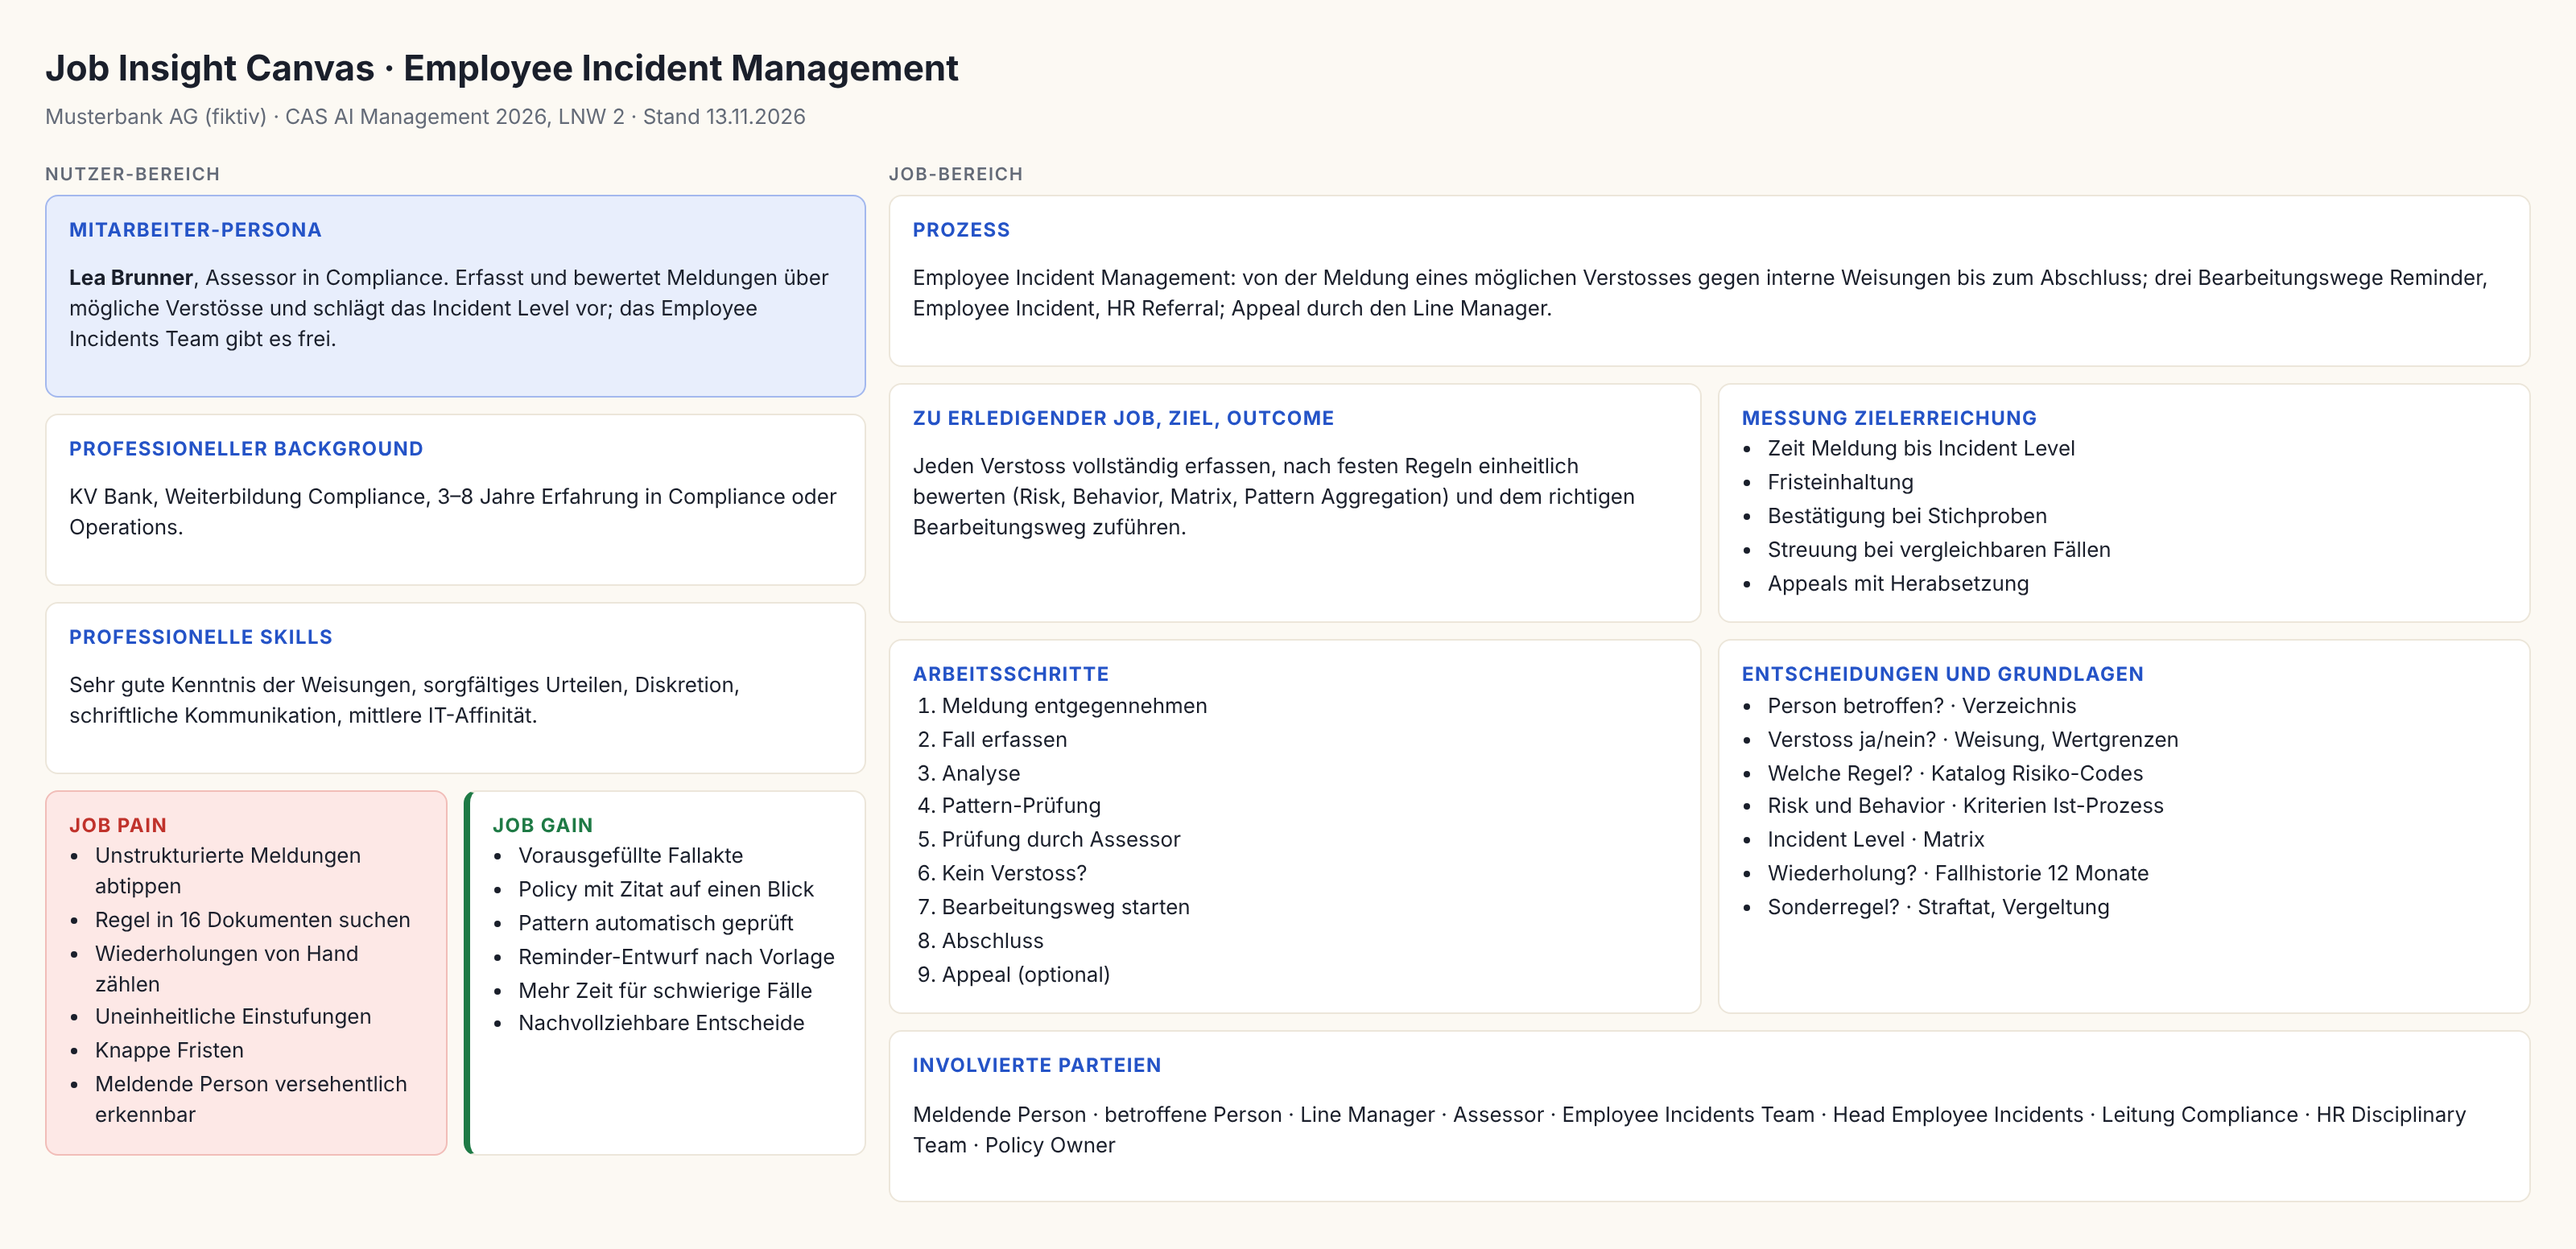 Job Insight Canvas · Employee Incident Management
Musterbank AG (fiktiv) · CAS AI Management 2026, LNW 2 · Stand 13.11.2026
NUTZER-BEREICH
MITARBEITER-PERSONA
Lea Brunner, Assessor in Compliance. Erfasst und bewertet Meldungen über
mögliche Verstösse und schlägt das Incident Level vor; das Employee
Incidents Team gibt es frei.
PROFESSIONELLER BACKGROUND
KV Bank, Weiterbildung Compliance, 3–8 Jahre Erfahrung in Compliance oder
Operations.
PROFESSIONELLE SKILLS
Sehr gute Kenntnis der Weisungen, sorgfältiges Urteilen, Diskretion,
schriftliche Kommunikation, mittlere IT-Affinität.
JOB PAIN
• Unstrukturierte Meldungen
abtippen
• Regel in 16 Dokumenten suchen
• Wiederholungen von Hand
zählen
• Uneinheitliche Einstufungen
• Knappe Fristen
• Meldende Person versehentlich
erkennbar
JOB GAIN
• Vorausgefüllte Fallakte
• Policy mit Zitat auf einen Blick
• Pattern automatisch geprüft
• Reminder-Entwurf nach Vorlage
• Mehr Zeit für schwierige Fälle
• Nachvollziehbare Entscheide
JOB-BEREICH
PROZESS
Employee Incident Management: von der Meldung eines möglichen Verstosses gegen interne Weisungen bis zum Abschluss; drei Bearbeitungswege Reminder,
Employee Incident, HR Referral; Appeal durch den Line Manager.
ZU ERLEDIGENDER JOB, ZIEL, OUTCOME
Jeden Verstoss vollständig erfassen, nach festen Regeln einheitlich
bewerten (Risk, Behavior, Matrix, Pattern Aggregation) und dem richtigen
Bearbeitungsweg zuführen.
MESSUNG ZIELERREICHUNG
• Zeit Meldung bis Incident Level
• Fristeinhaltung
• Bestätigung bei Stichproben
• Streuung bei vergleichbaren Fällen
• Appeals mit Herabsetzung
ARBEITSSCHRITTE
1. Meldung entgegennehmen
2. Fall erfassen
3. Analyse
4. Pattern-Prüfung
5. Prüfung durch Assessor
6. Kein Verstoss?
7. Bearbeitungsweg starten
8. Abschluss
9. Appeal (optional)
ENTSCHEIDUNGEN UND GRUNDLAGEN
• Person betroffen? · Verzeichnis
• Verstoss ja/nein? · Weisung, Wertgrenzen
• Welche Regel? · Katalog Risiko-Codes
• Risk und Behavior · Kriterien Ist-Prozess
• Incident Level · Matrix
• Wiederholung? · Fallhistorie 12 Monate
• Sonderregel? · Straftat, Vergeltung
INVOLVIERTE PARTEIEN
Meldende Person · betroffene Person · Line Manager · Assessor · Employee Incidents Team · Head Employee Incidents · Leitung Compliance · HR Disciplinary
Team · Policy Owner